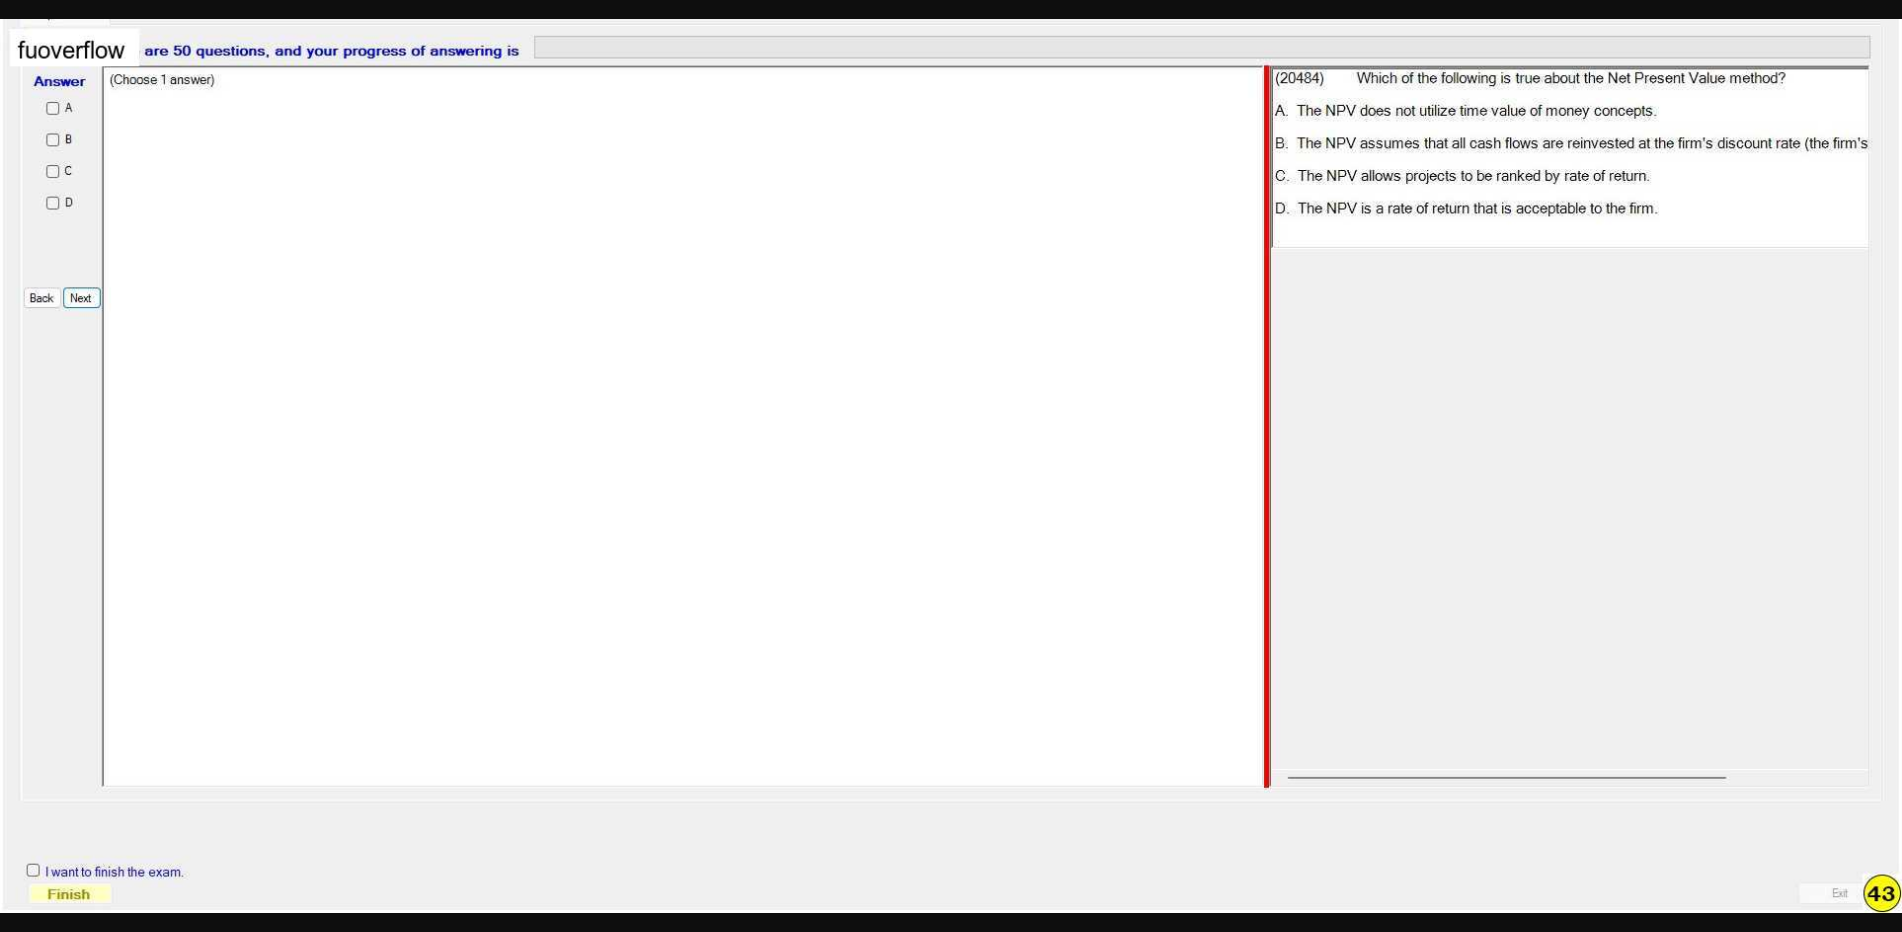 fuoverflow are 50 questions, and your progress of answering is
Answer
A
B
C
D
Back Next
(Choose 1 answer)
(20484) Which of the following is true about the Net Present Value method?
A. The NPV does not utilize time value of money concepts.
B. The NPV assumes that all cash flows are reinvested at the firm's discount rate (the firm's
C. The NPV allows projects to be ranked by rate of return.
D. The NPV is a rate of return that is acceptable to the firm.
I want to finish the exam.
Finish
Exit
43